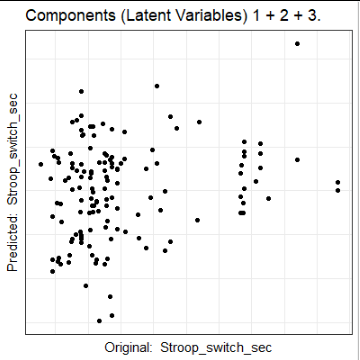 Components (Latent Variables) 1 + 2 + 3.
Predicted: Stroop_switch_sec
Original: Stroop_switch_sec